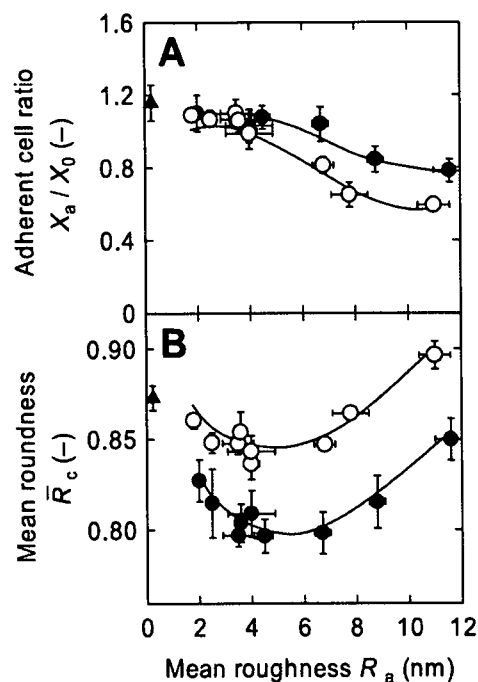 A
1.6
1.2
0.8
0.4
0
Adherent cell ratio
X_a / X_0 (–)
B
0.90
0.85
0.80
Mean roundness
R̅_c (–)
0 2 4 6 8 10 12
Mean roughness R_a (nm)